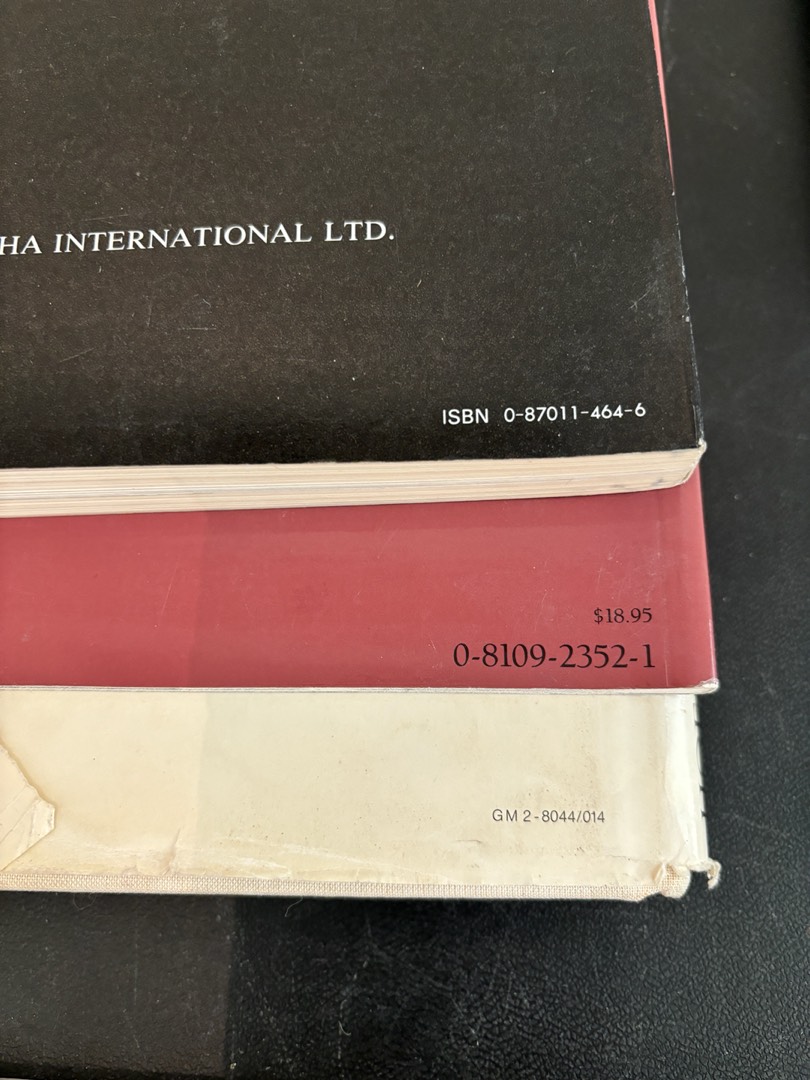 HA INTERNATIONAL LTD.
ISBN 0-87011-464-6
$18.95
0-8109-2352-1
GM 2-8044/014